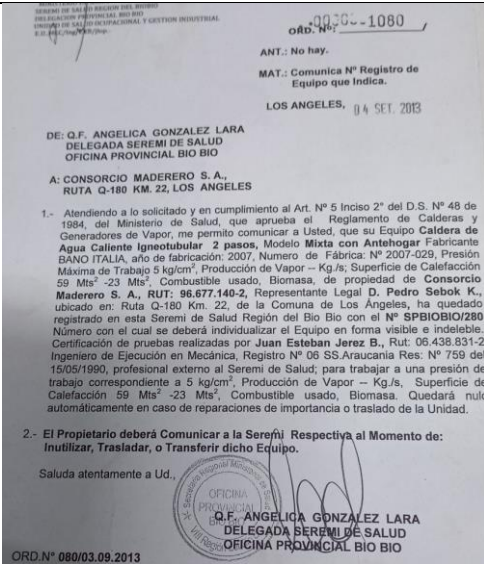 SEREMI DE SALUD REGION DEL BIOBIO
DELEGACION PROVINCIAL BIO BIO
UNIDAD DE SALUD OCUPACIONAL Y GESTION INDUSTRIAL
ORD. Nº: -1080
ANT.: No hay.
MAT.: Comunica Nº Registro de
Equipo que Indica.
LOS ANGELES, 04 SET. 2013
DE: Q.F. ANGELICA GONZALEZ LARA
DELEGADA SEREMI DE SALUD
OFICINA PROVINCIAL BIO BIO
A: CONSORCIO MADERERO S. A.,
RUTA Q-180 KM. 22, LOS ANGELES
1.- Atendiendo a lo solicitado y en cumplimiento al Art. Nº 5 Inciso 2° del D.S. Nº 48 de
1984, del Ministerio de Salud, que aprueba el Reglamento de Calderas y
Generadores de Vapor, me permito comunicar a Usted, que su Equipo Caldera de
Agua Caliente Igneotubular 2 pasos, Modelo Mixta con Antehogar Fabricante
BANO ITALIA, año de fabricación: 2007, Numero de Fábrica: Nº 2007-029, Presión
Máxima de Trabajo 5 kg/cm², Producción de Vapor -- Kg./s; Superficie de Calefacción
59 Mts² -23 Mts², Combustible usado, Biomasa, de propiedad de Consorcio
Maderero S. A., RUT: 96.677.140-2, Representante Legal D. Pedro Sebok K.,
ubicado en: Ruta Q-180 Km. 22 de la Comuna de Los Ángeles, ha quedado
registrado en esta Seremi de Salud Región del Bio Bio con el Nº SPBIOBIO/280
Número con el cual se deberá individualizar el Equipo en forma visible e indeleble.
Certificación de pruebas realizadas por Juan Esteban Jerez B., Rut: 06.438.831-2
Ingeniero de Ejecución en Mecánica, Registro Nº 06 SS.Araucania Res: Nº 759 del
15/05/1990, profesional externo al Seremi de Salud; para trabajar a una presión de
trabajo correspondiente a 5 kg/cm², Producción de Vapor -- Kg./s, Superficie de
Calefacción 59 Mts² -23 Mts², Combustible usado, Biomasa. Quedará nulo
automáticamente en caso de reparaciones de importancia o traslado de la Unidad.
2.- El Propietario deberá Comunicar a la Seremi Respectiva al Momento de:
Inutilizar, Trasladar, o Transferir dicho Equipo.
Saluda atentamente a Ud.,
OFICINA
PROVINCIAL
Q.F. ANGELICA GONZALEZ LARA
DELEGADA SEREMI DE SALUD
OFICINA PROVINCIAL BIO BIO
ORD.Nº 080/03.09.2013